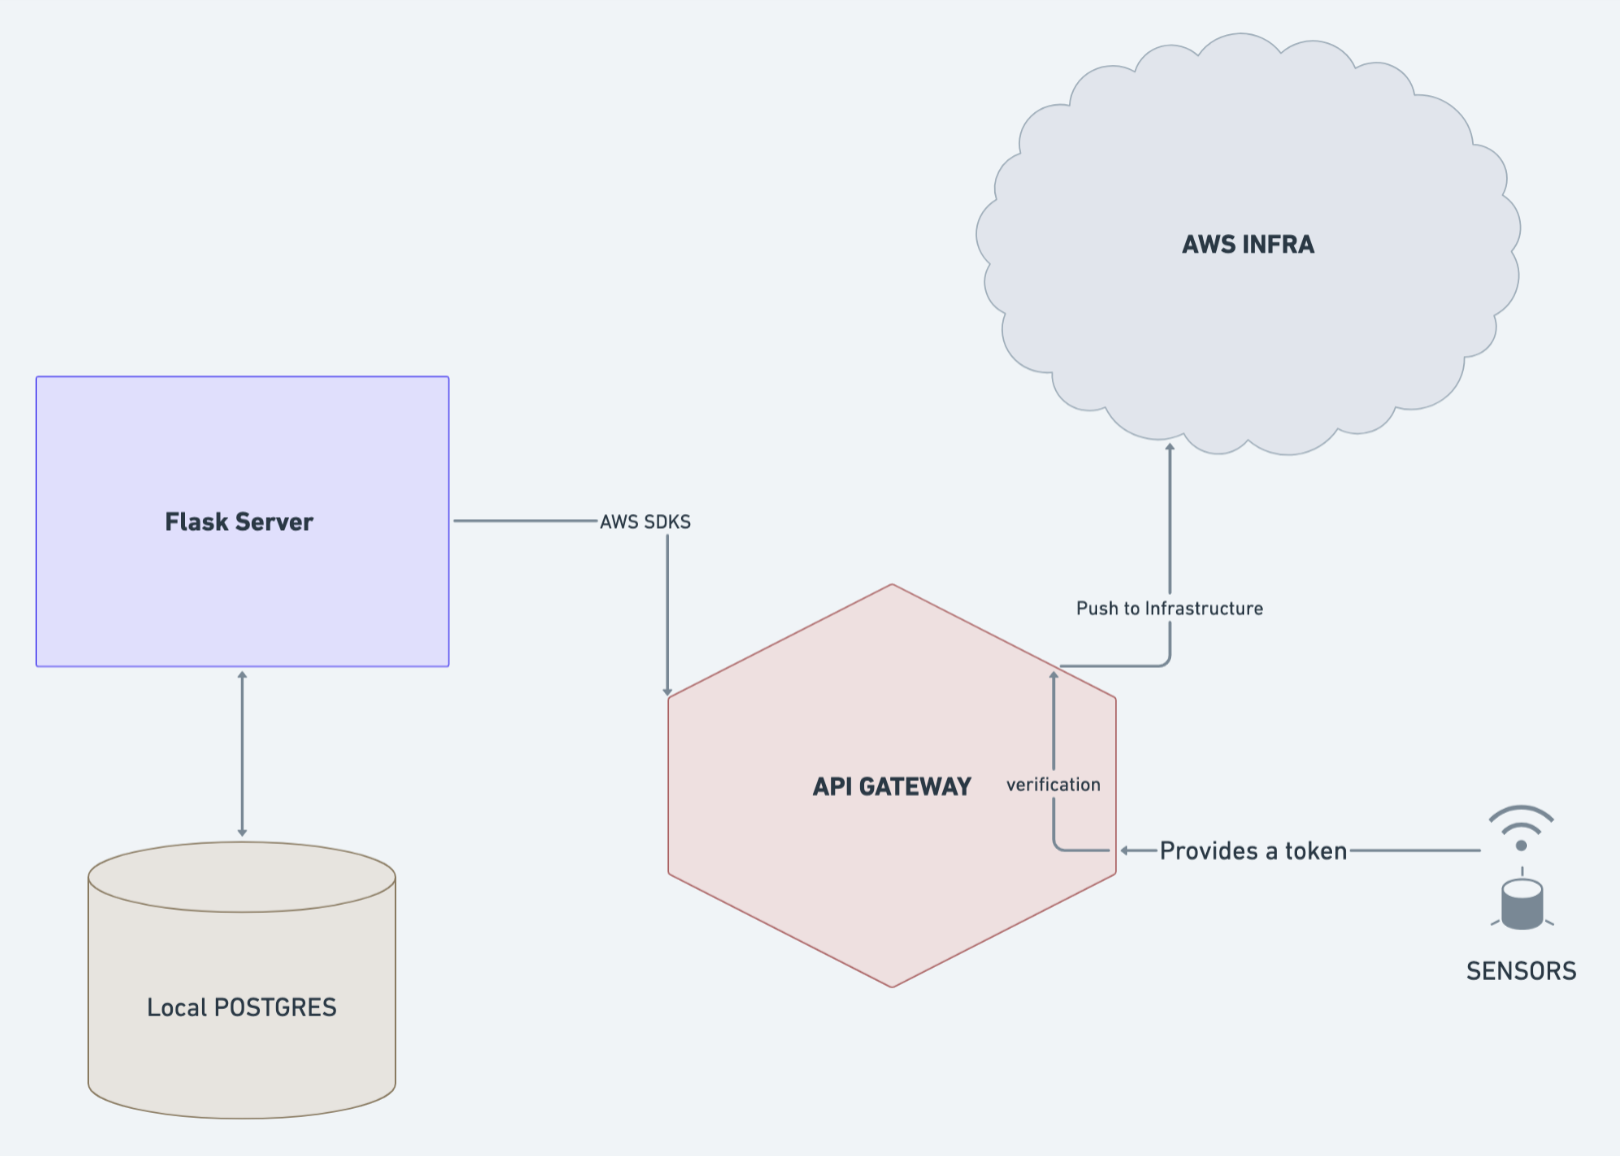 AWS INFRA
Flask Server
AWS SDKS
Push to Infrastructure
API GATEWAY
verification
Provides a token
SENSORS
Local POSTGRES